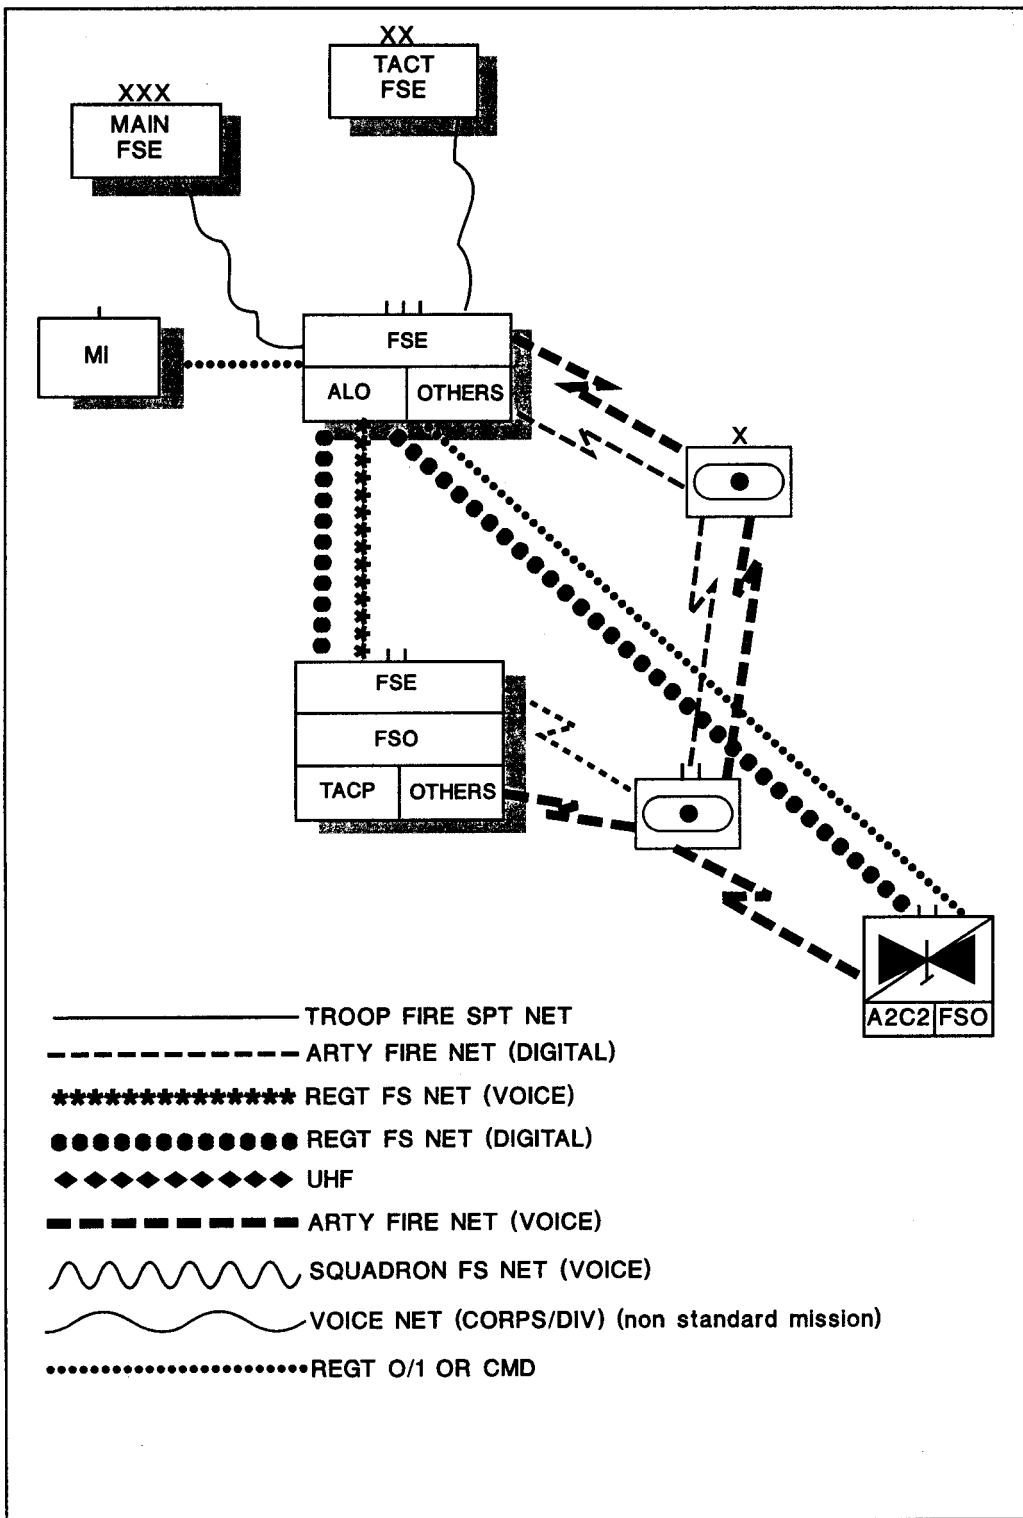 XX
TACT
FSE
XXX
MAIN
FSE
MI
FSE
ALO OTHERS
X
FSE
FSO
TACP OTHERS
A2C2 FSO
TROOP FIRE SPT NET
ARTY FIRE NET (DIGITAL)
REGT FS NET (VOICE)
REGT FS NET (DIGITAL)
UHF
ARTY FIRE NET (VOICE)
SQUADRON FS NET (VOICE)
VOICE NET (CORPS/DIV) (non standard mission)
REGT O/1 OR CMD